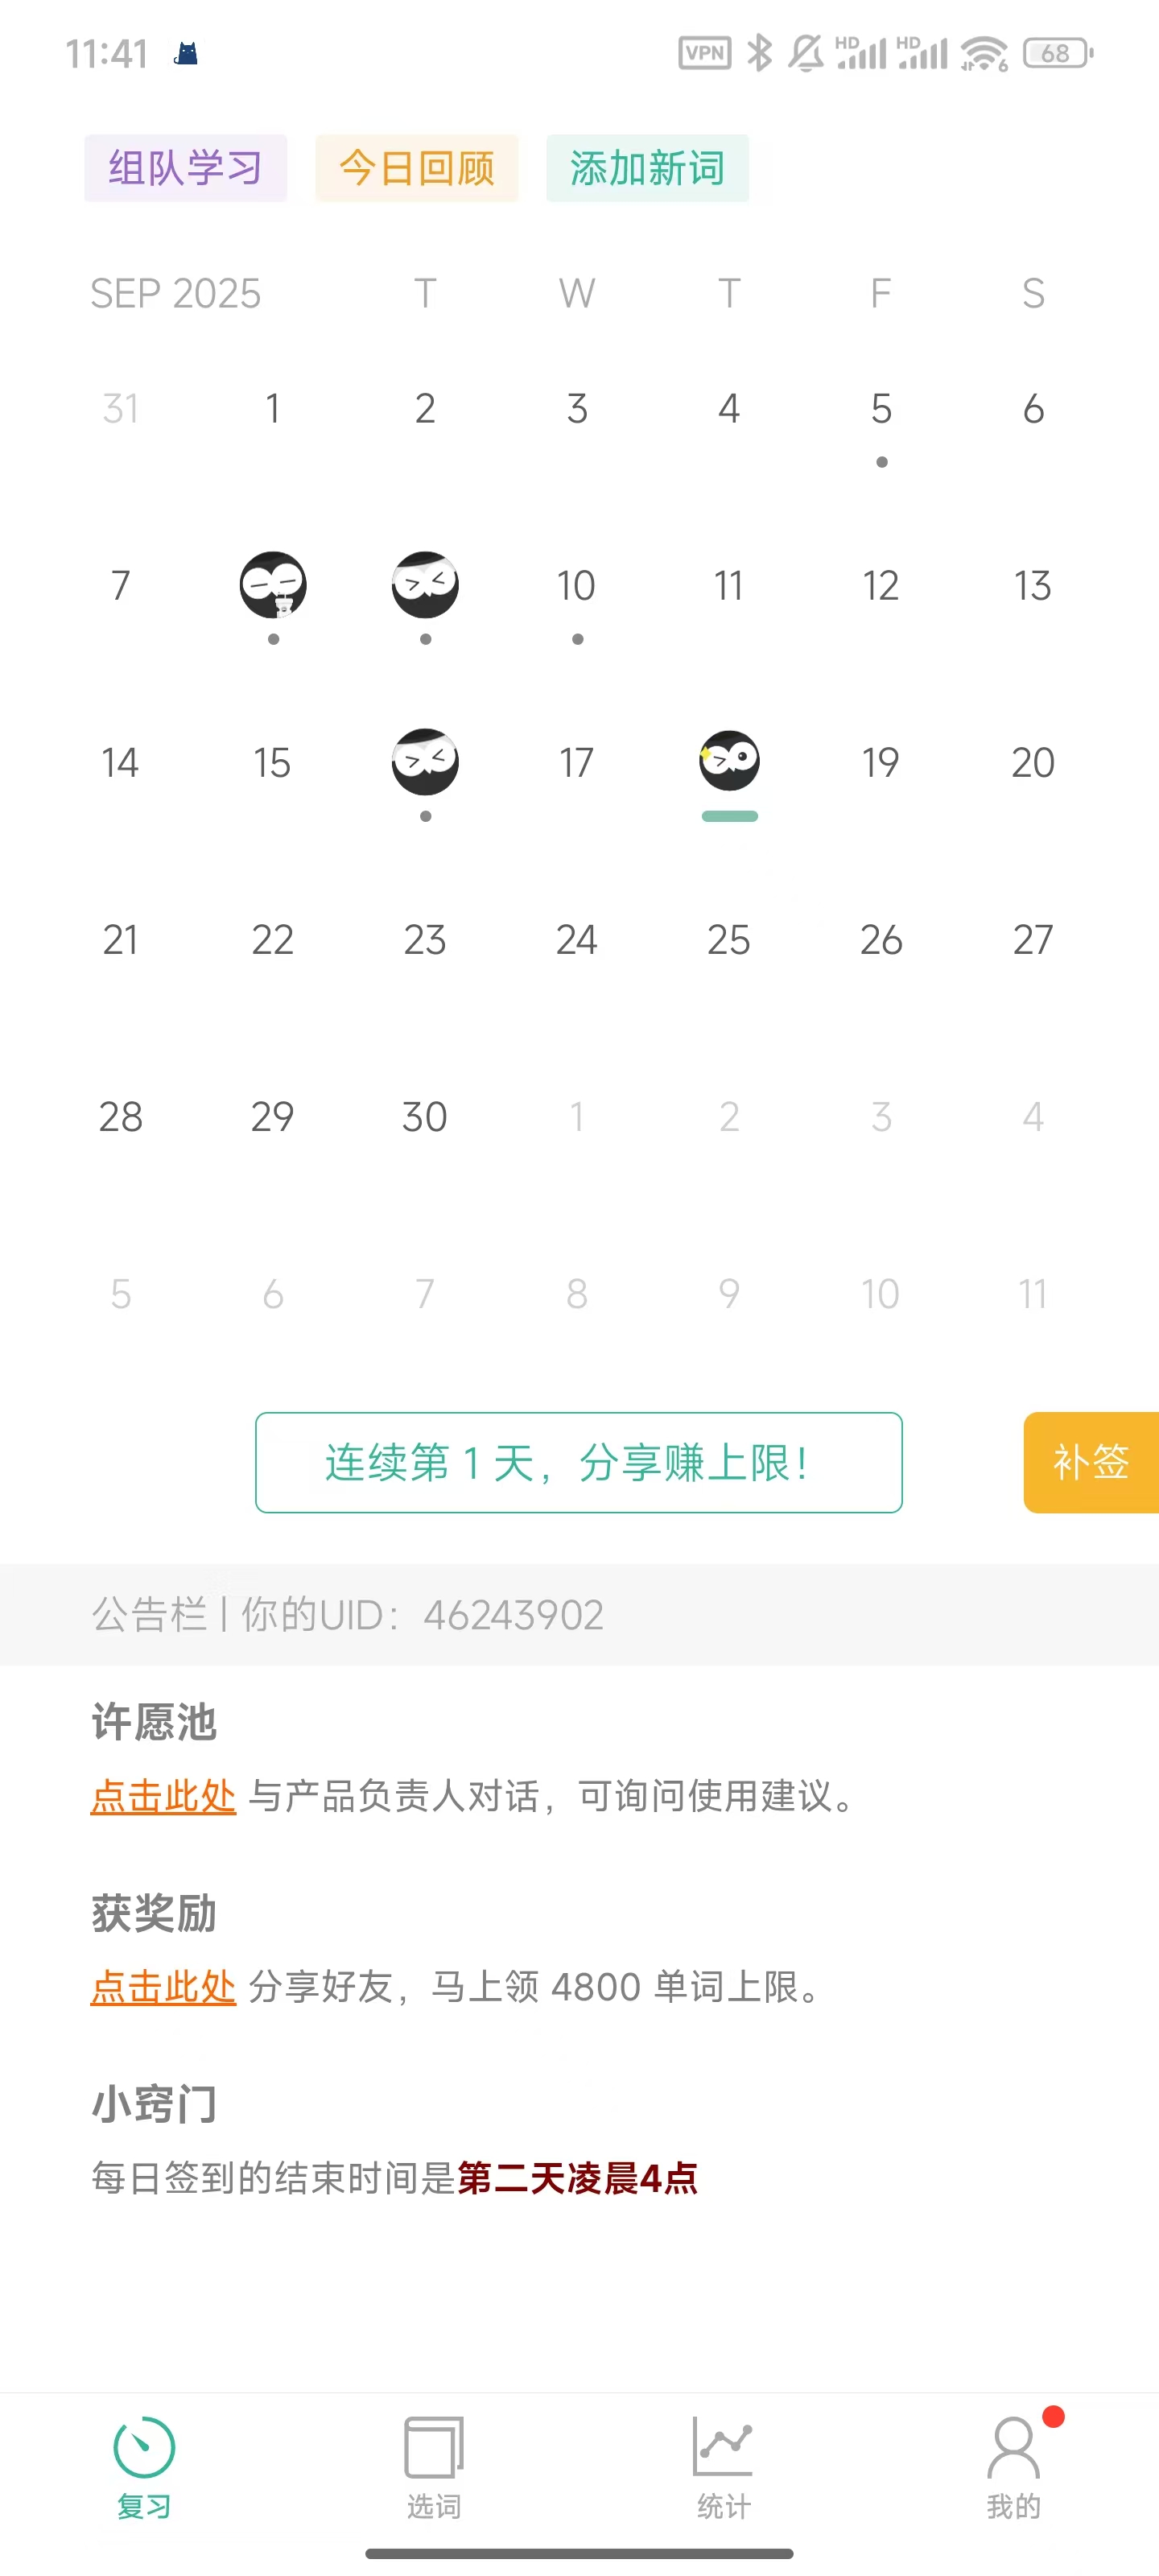 11:41 VPN HD HD 6 68
组队学习 今日回顾 添加新词
SEP 2025 T W T F S
31 1 2 3 4 5 6
7 10 11 12 13
14 15 17 19 20
21 22 23 24 25 26 27
28 29 30 1 2 3 4
5 6 7 8 9 10 11
连续第 1 天，分享赚上限！ 补签
公告栏 | 你的UID：46243902
许愿池
点击此处 与产品负责人对话，可询问使用建议。
获奖励
点击此处 分享好友，马上领 4800 单词上限。
小窍门
每日签到的结束时间是第二天凌晨4点
复习 选词 统计 我的